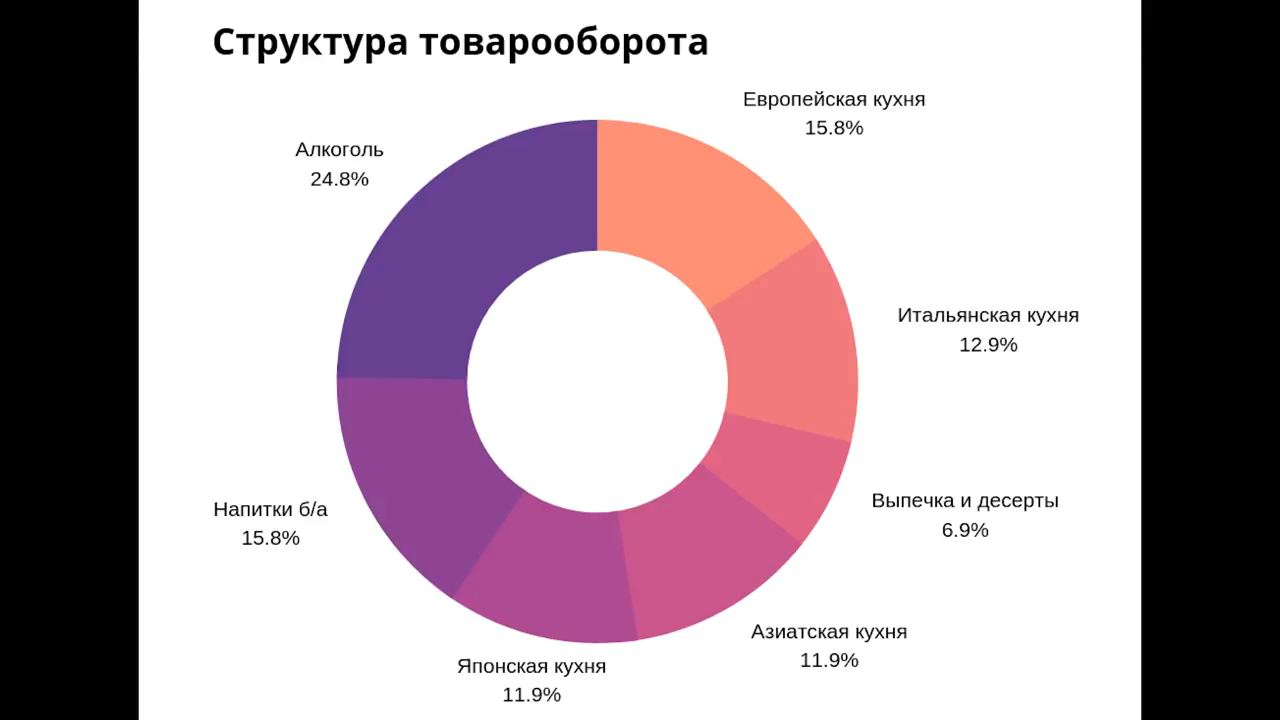 Структура товарооборота
Европейская кухня
15.8%
Алкоголь
24.8%
Итальянская кухня
12.9%
Выпечка и десерты
6.9%
Напитки б/а
15.8%
Азиатская кухня
11.9%
Японская кухня
11.9%